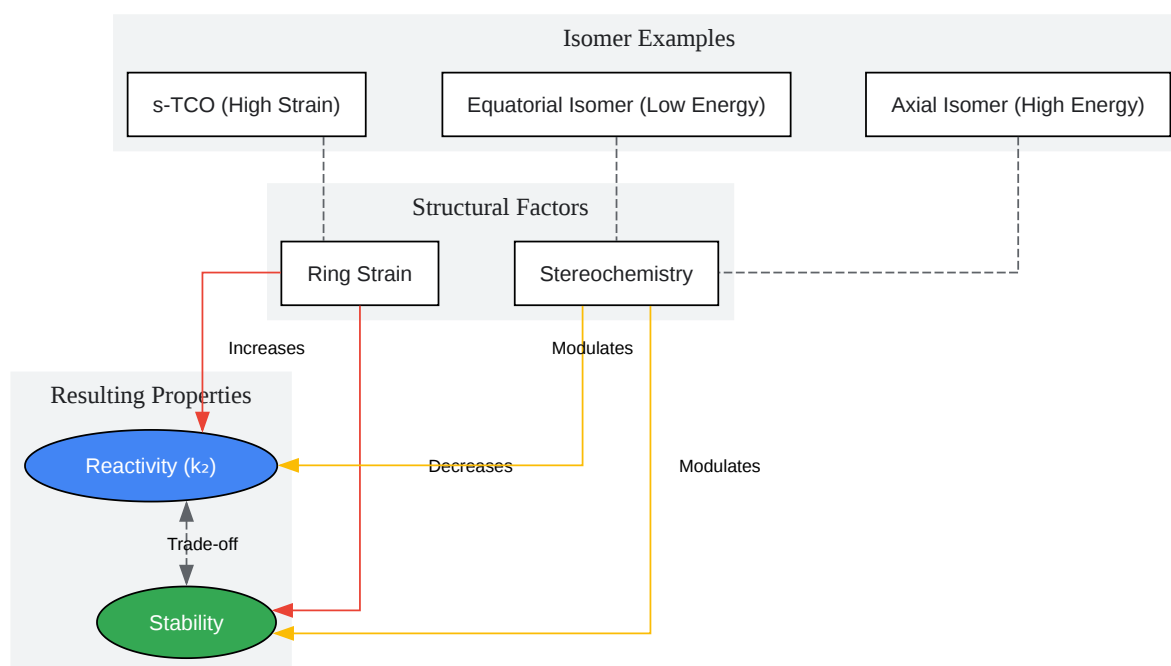 Isomer Examples
s-TCO (High Strain)
Equatorial Isomer (Low Energy)
Axial Isomer (High Energy)
Structural Factors
Ring Strain
Stereochemistry
Increases
Modulates
Resulting Properties
Reactivity (k₂)
Decreases
Modulates
Trade-off
Stability